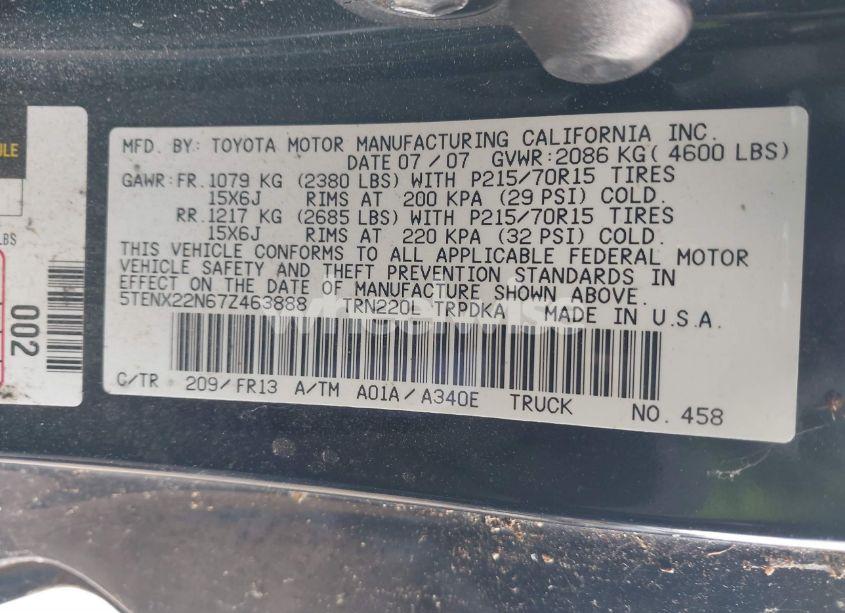 MFD. BY: TOYOTA MOTOR MANUFACTURING CALIFORNIA INC.
DATE 07/07 GVWR:2086 KG( 4600 LBS)
GAWR:FR.1079 KG (2380 LBS) WITH P215/70R15 TIRES
15X6J RIMS AT 200 KPA (29 PSI) COLD.
RR.1217 KG (2685 LBS) WITH P215/70R15 TIRES
15X6J RIMS AT 220 KPA (32 PSI) COLD.
THIS VEHICLE CONFORMS TO ALL APPLICABLE FEDERAL MOTOR
VEHICLE SAFETY AND THEFT PREVENTION STANDARDS IN
EFFECT ON THE DATE OF MANUFACTURE SHOWN ABOVE.
5TENX22N67Z463888 TRN220L TRPDKA MADE IN U.S.A.
C/TR 209/FR13 A/TM A01A/A340E TRUCK NO. 458
002
LBS